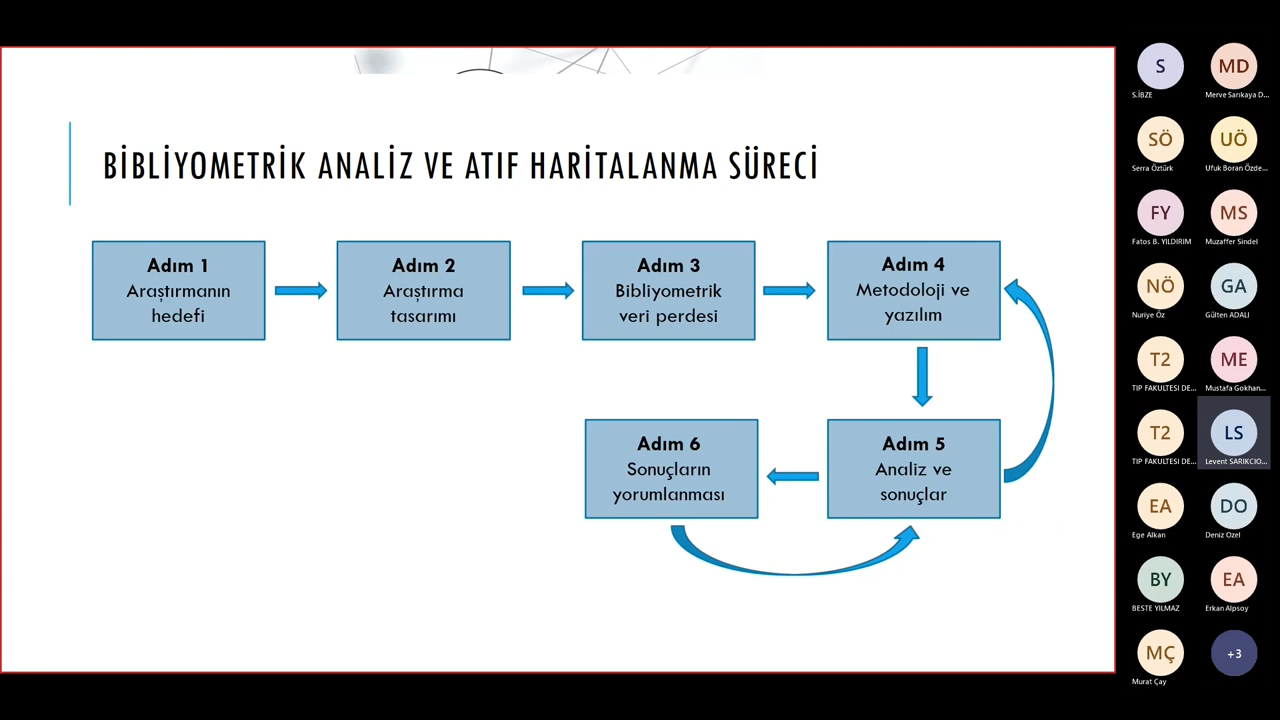 BİBLİYOMETRİK ANALİZ VE ATIF HARİTALANMA SÜRECİ
Adım 1
Araştırmanın
hedefi
Adım 2
Araştırma
tasarımı
Adım 3
Bibliyometrik
veri perdesi
Adım 4
Metodoloji ve
yazılım
Adım 5
Analiz ve
sonuçlar
Adım 6
Sonuçların
yorumlanması
S
S.İBZE
MD
Merve Sarıkaya D...
SÖ
Serra Öztürk
UÖ
Ufuk Boran Özde...
FY
Fatos B. YILDIRIM
MS
Muzaffer Sindel
NÖ
Nuriye Öz
GA
Gülten ADALI
T2
TIP FAKULTESI DE...
ME
Mustafa Gokhan...
T2
TIP FAKULTESI DE...
LS
Levent SARIKCIO...
EA
Ege Alkan
DO
Deniz Ozel
BY
BESTE YILMAZ
EA
Erkan Alpsoy
MÇ
Murat Çay
+3